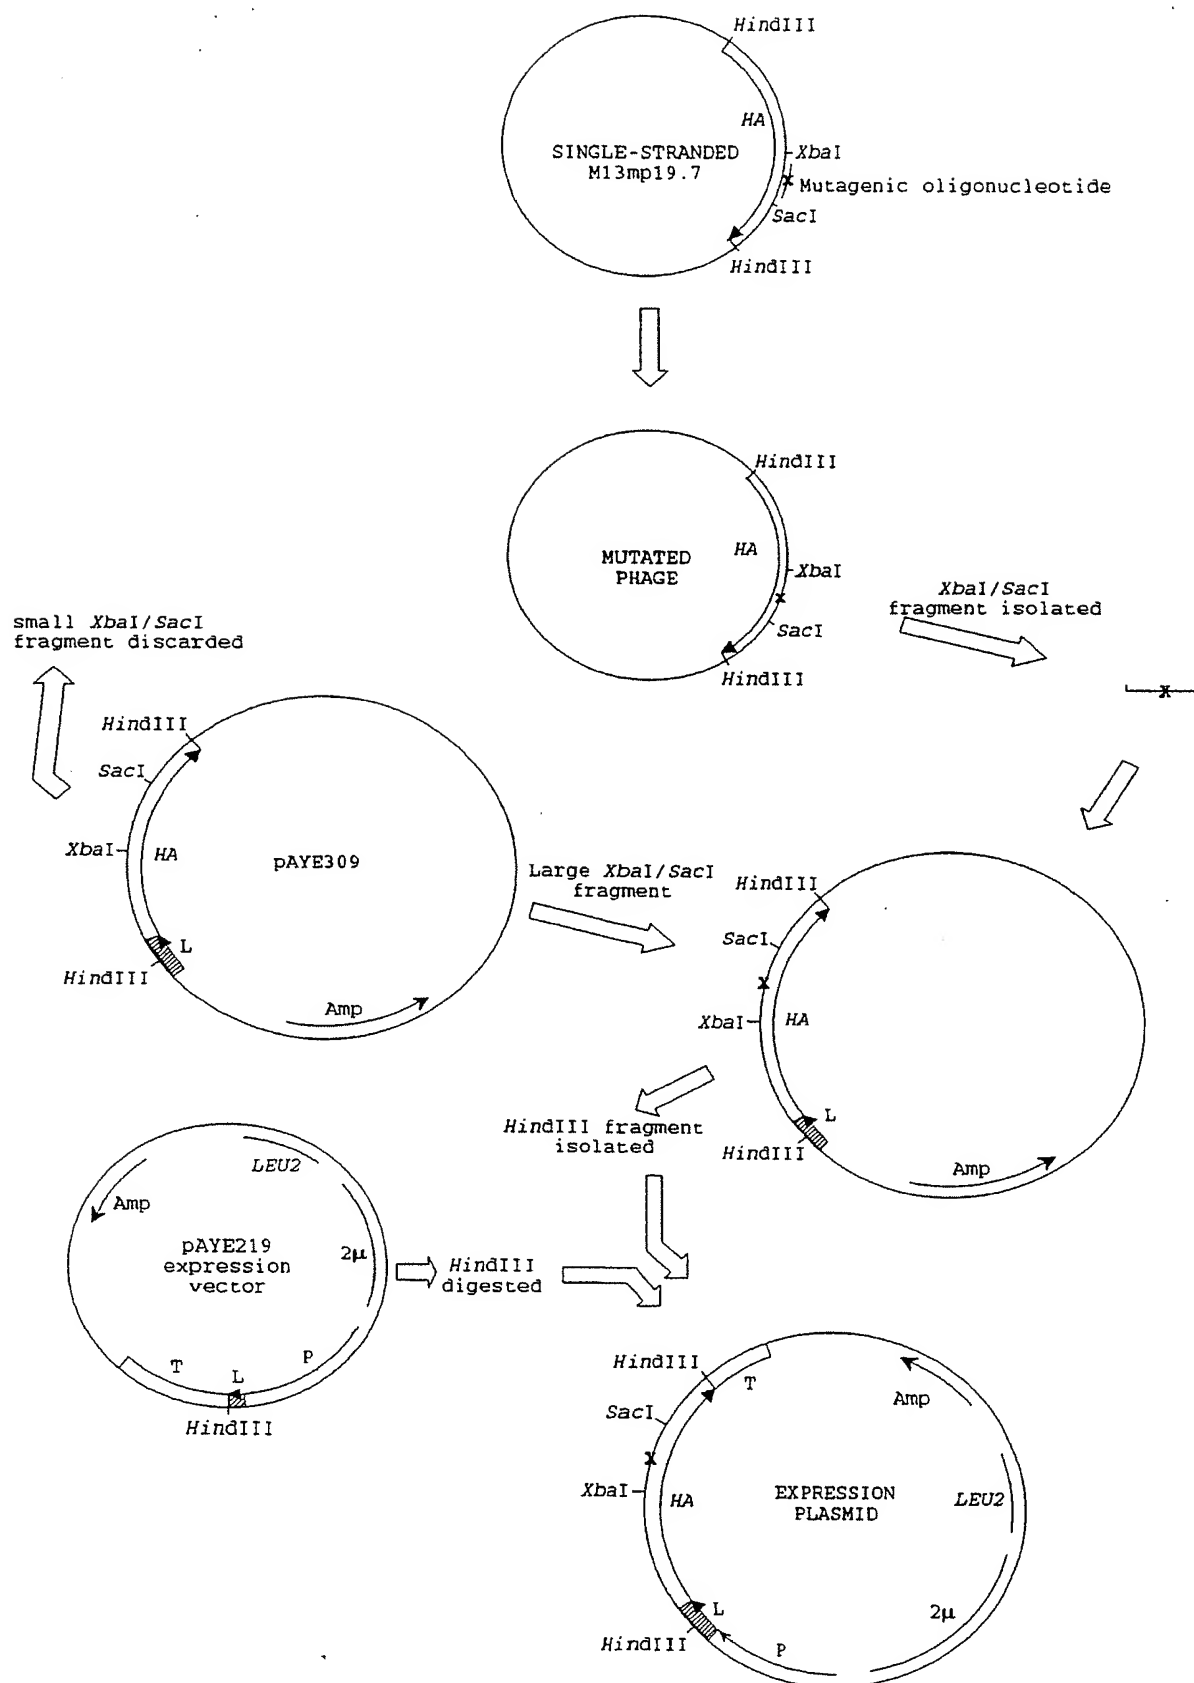 HindIII
HA
SINGLE-STRANDED
M13mp19.7
XbaI
x Mutagenic oligonucleotide
SacI
HindIII
HindIII
MUTATED
PHAGE
HA
XbaI
x
SacI
HindIII
XbaI/SacI
fragment isolated
x
small XbaI/SacI
fragment discarded
HindIII
SacI
XbaI
HA
pAYE309
L
HindIII
Amp
Large XbaI/SacI
fragment
HindIII
SacI
x
XbaI
HA
L
HindIII
Amp
HindIII fragment
isolated
LEU2
Amp
pAYE219
expression
vector
2μ
T
L
P
HindIII
HindIII
digested
HindIII
T
Amp
SacI
x
XbaI
HA
EXPRESSION
PLASMID
LEU2
L
2μ
HindIII
P